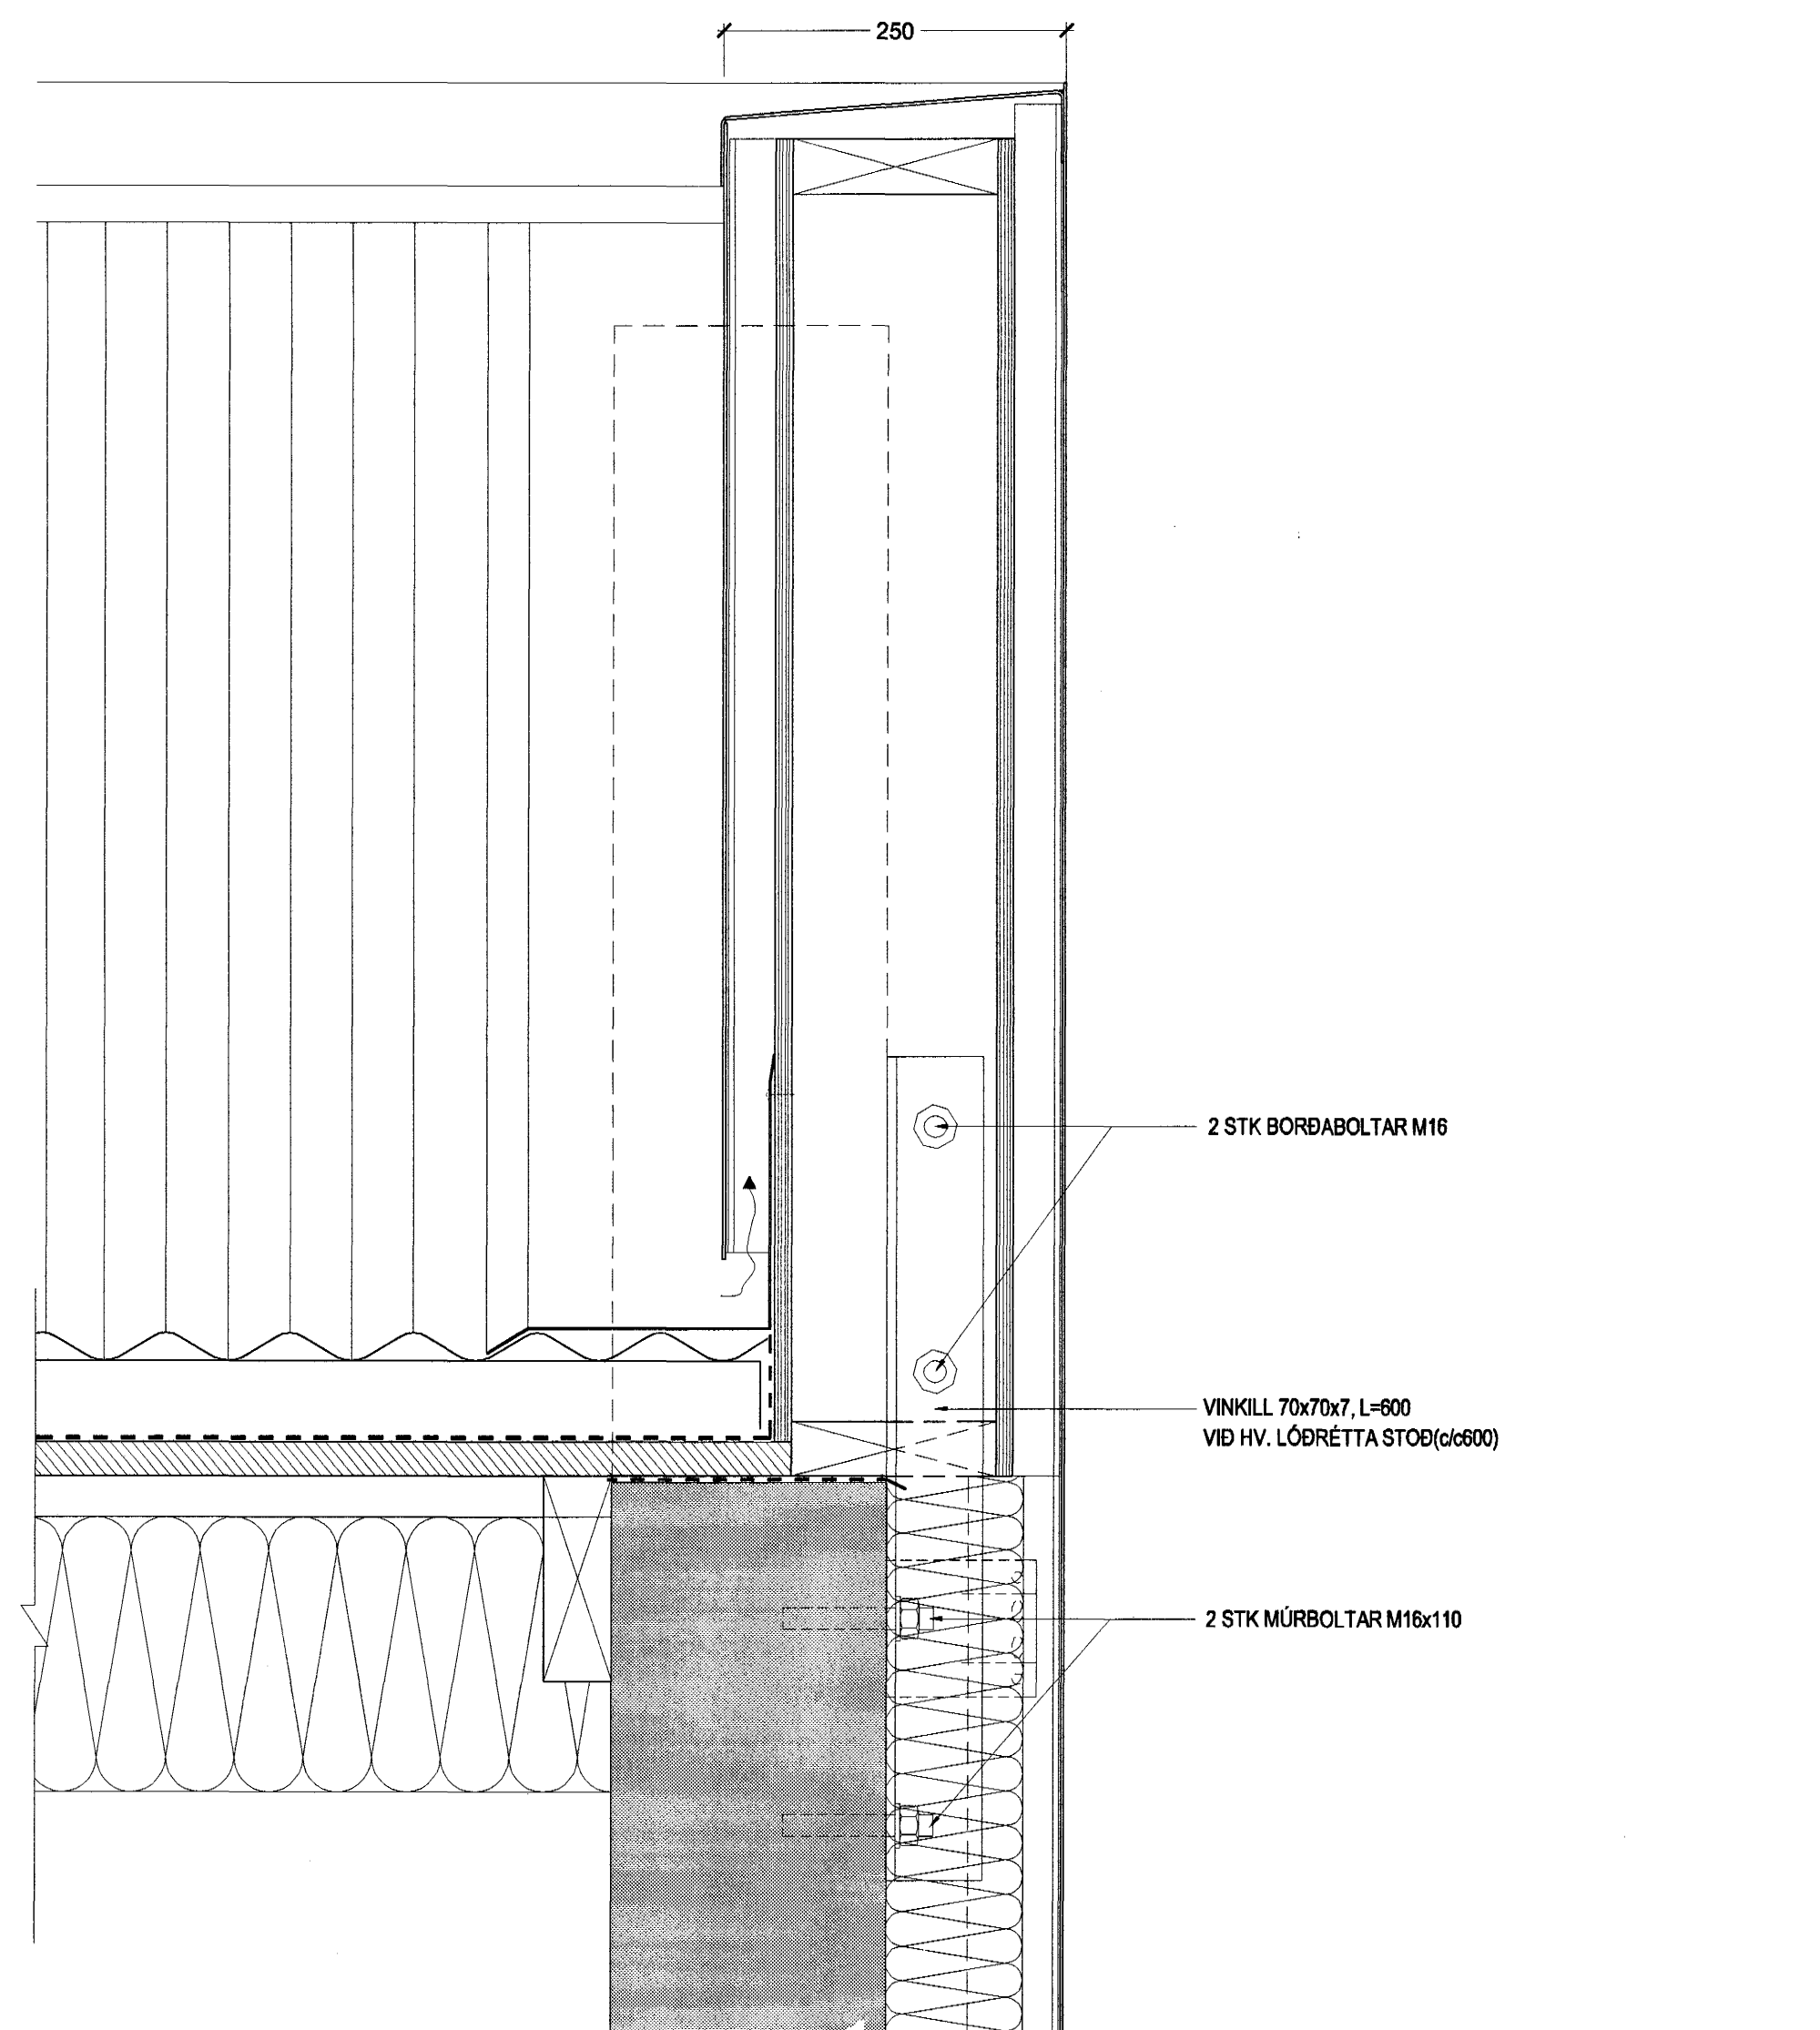 250
2 STK BORÐABOLTAR M16
VINKILL 70x70x7, L=600
VIÐ HV. LÓÐRÉTTA STOÐ(c/c600)
2 STK MÚRBOLTAR M16x110